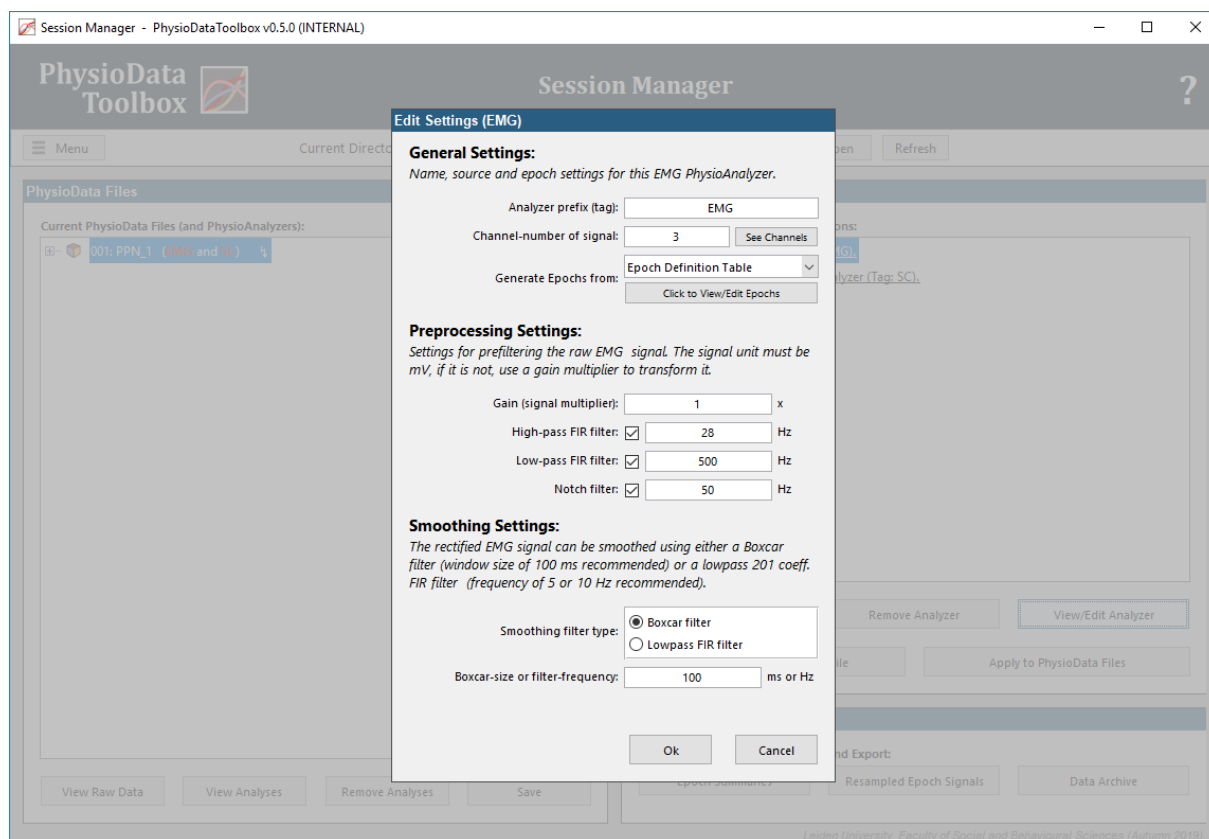 Session Manager - PhysioDataToolbox v0.5.0 (INTERNAL)
PhysioData
Toolbox
Session Manager
?
Menu
Current Directo
Refresh
PhysioData Files
Current PhysioData Files (and PhysioAnalyzers):
001: PPN_1 (EMG and SC)
ons:
MG).
lyzer (Tag: SC).
Edit Settings (EMG)
General Settings:
Name, source and epoch settings for this EMG PhysioAnalyzer.
Analyzer prefix (tag): EMG
Channel-number of signal: 3 See Channels
Generate Epochs from: Epoch Definition Table
Click to View/Edit Epochs
Preprocessing Settings:
Settings for prefiltering the raw EMG signal. The signal unit must be
mV, if it is not, use a gain multiplier to transform it.
Gain (signal multiplier): 1 x
High-pass FIR filter: 28 Hz
Low-pass FIR filter: 500 Hz
Notch filter: 50 Hz
Smoothing Settings:
The rectified EMG signal can be smoothed using either a Boxcar
filter (window size of 100 ms recommended) or a lowpass 201 coeff.
FIR filter (frequency of 5 or 10 Hz recommended).
Smoothing filter type: Boxcar filter
Lowpass FIR filter
Boxcar-size or filter-frequency: 100 ms or Hz
Ok Cancel
Remove Analyzer View/Edit Analyzer
Apply to PhysioData Files
nd Export:
Epoch Summaries Resampled Epoch Signals Data Archive
View Raw Data View Analyses Remove Analyses Save
Leiden University, Faculty of Social and Behavioural Sciences (Autumn 2019)